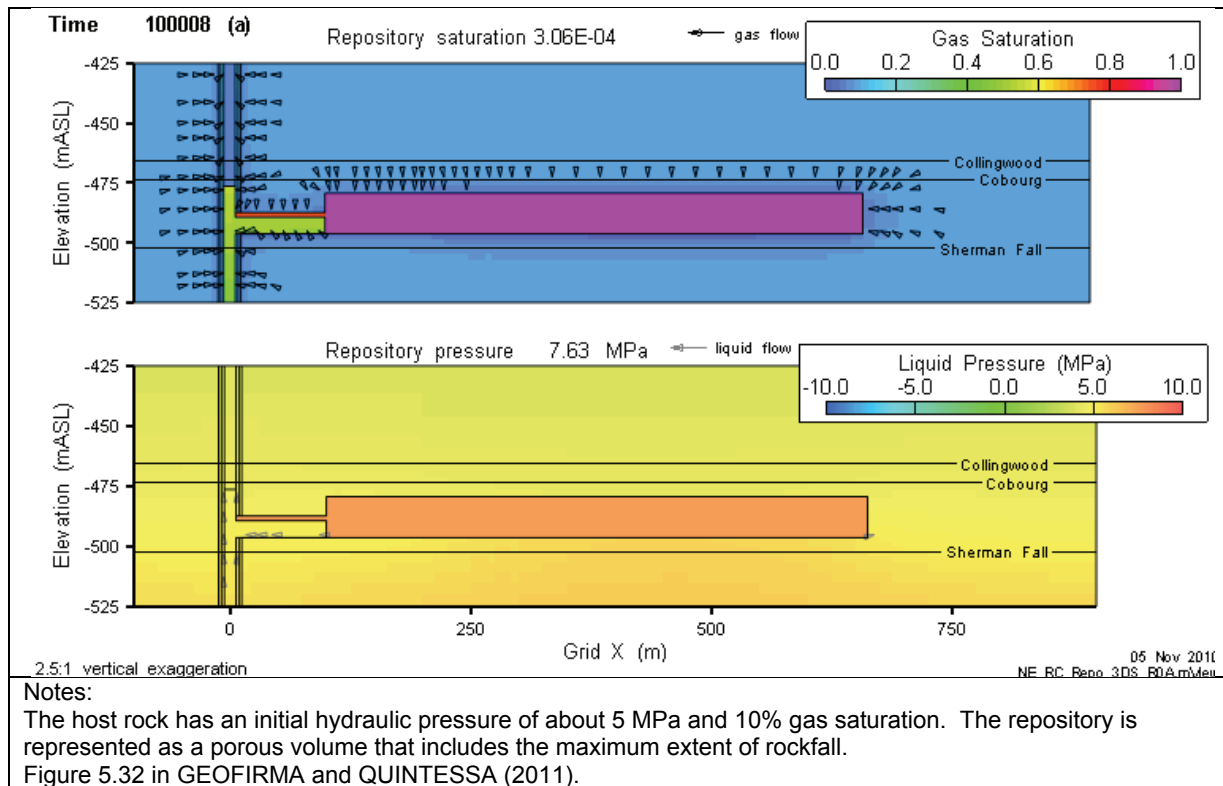 Time 100008 (a)
Repository saturation 3.06E-04
gas flow
Gas Saturation
0.0 0.2 0.4 0.6 0.8 1.0
-425
-450
-475
-500
-525
Elevation (mASL)
Collingwood
Cobourg
Sherman Fall
Repository pressure 7.63 MPa
liquid flow
Liquid Pressure (MPa)
-10.0 -5.0 0.0 5.0 10.0
-425
-450
-475
-500
-525
Elevation (mASL)
Collingwood
Cobourg
Sherman Fall
0 250 500 750
Grid X (m)
2.5:1 vertical exaggeration
05 Nov 201
NE RC Repo 3DS
Notes:
The host rock has an initial hydraulic pressure of about 5 MPa and 10% gas saturation. The repository is
represented as a porous volume that includes the maximum extent of rockfall.
Figure 5.32 in GEOFIRMA and QUINTESSA (2011).